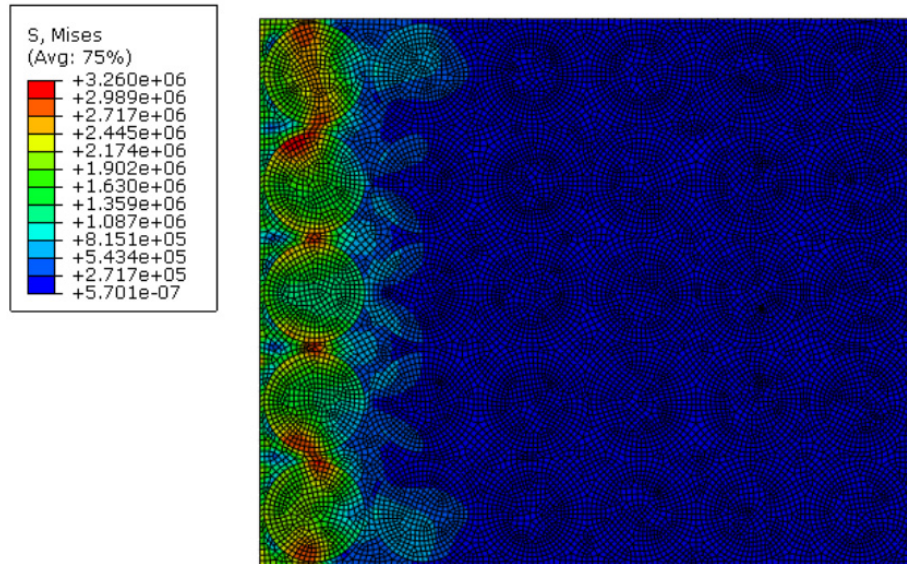 S, Mises
(Avg: 75%)
+3.260e+06
+2.989e+06
+2.717e+06
+2.445e+06
+2.174e+06
+1.902e+06
+1.630e+06
+1.359e+06
+1.087e+06
+8.151e+05
+5.434e+05
+2.717e+05
+5.701e-07